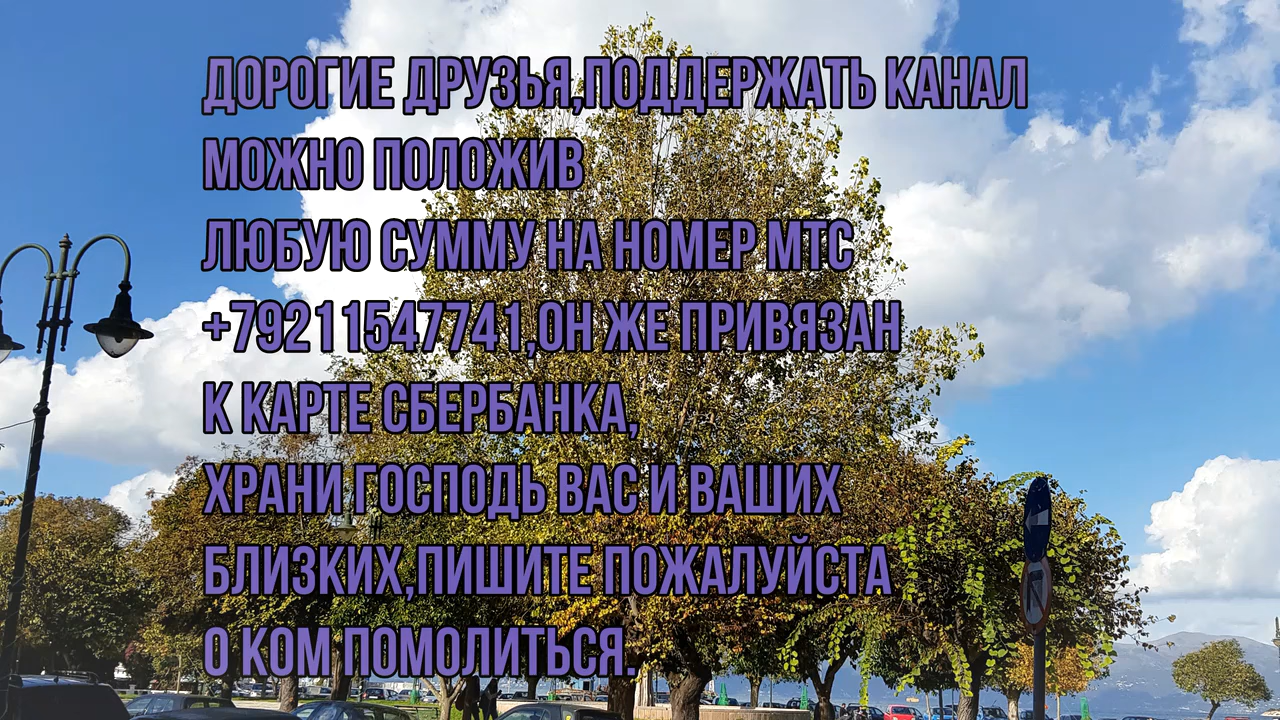 ДОРОГИЕ ДРУЗЬЯ,ПОДДЕРЖАТЬ КАНАЛ
МОЖНО ПОЛОЖИВ
ЛЮБУЮ СУММУ НА НОМЕР МТС
+79211547741,ОН ЖЕ ПРИВЯЗАН
К КАРТЕ СБЕРБАНКА,
ХРАНИ ГОСПОДЬ ВАС И ВАШИХ
БЛИЗКИХ,ПИШИТЕ ПОЖАЛУЙСТА
О КОМ ПОМОЛИТЬСЯ.